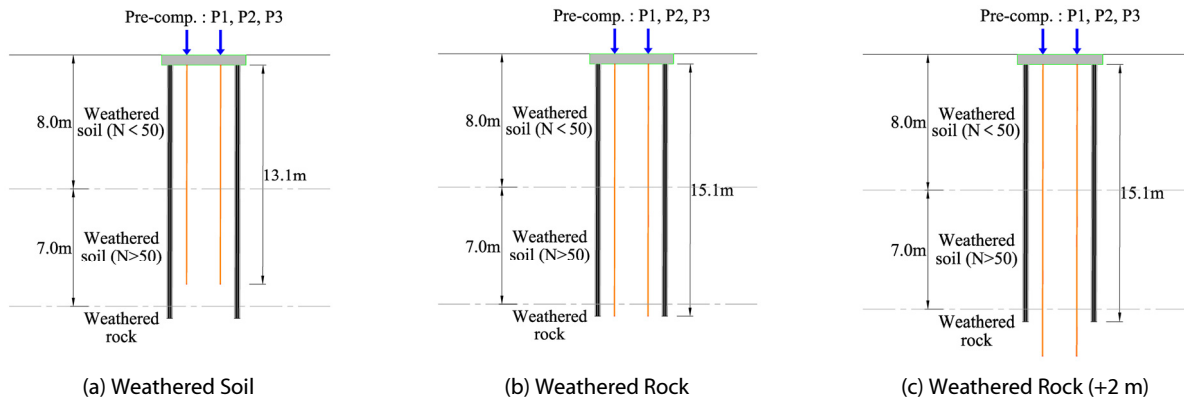 Pre-comp. : P1, P2, P3
8.0m
Weathered
soil (N < 50)
13.1m
7.0m
Weathered
soil (N>50)
Weathered
rock
(a) Weathered Soil
Pre-comp. : P1, P2, P3
8.0m
Weathered
soil (N < 50)
15.1m
7.0m
Weathered
soil (N>50)
Weathered
rock
(b) Weathered Rock
Pre-comp. : P1, P2, P3
8.0m
Weathered
soil (N < 50)
15.1m
7.0m
Weathered
soil (N>50)
Weathered
rock
(c) Weathered Rock (+2 m)